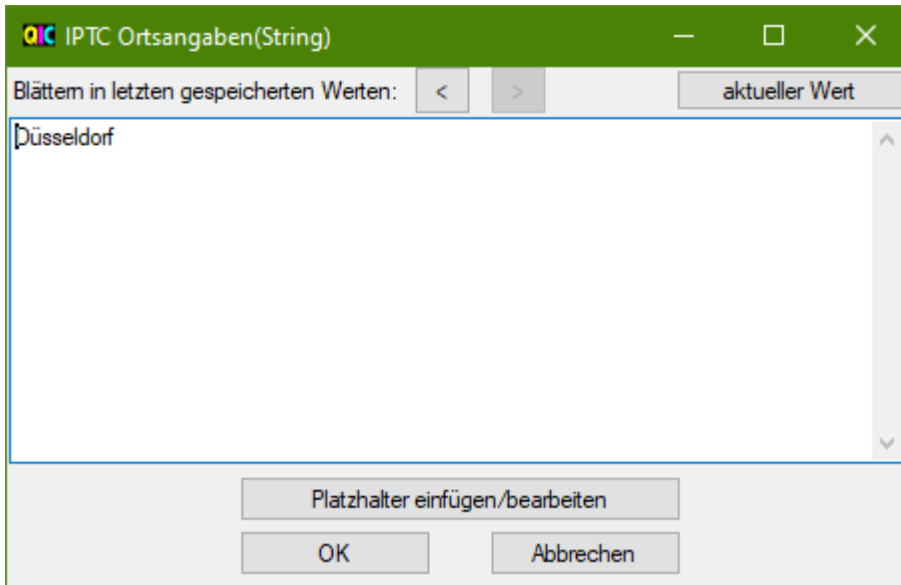 QIC IPTC Ortsangaben(String)
Blättern in letzten gespeicherten Werten: < > aktueller Wert
Düsseldorf
Platzhalter einfügen/bearbeiten
OK Abbrechen